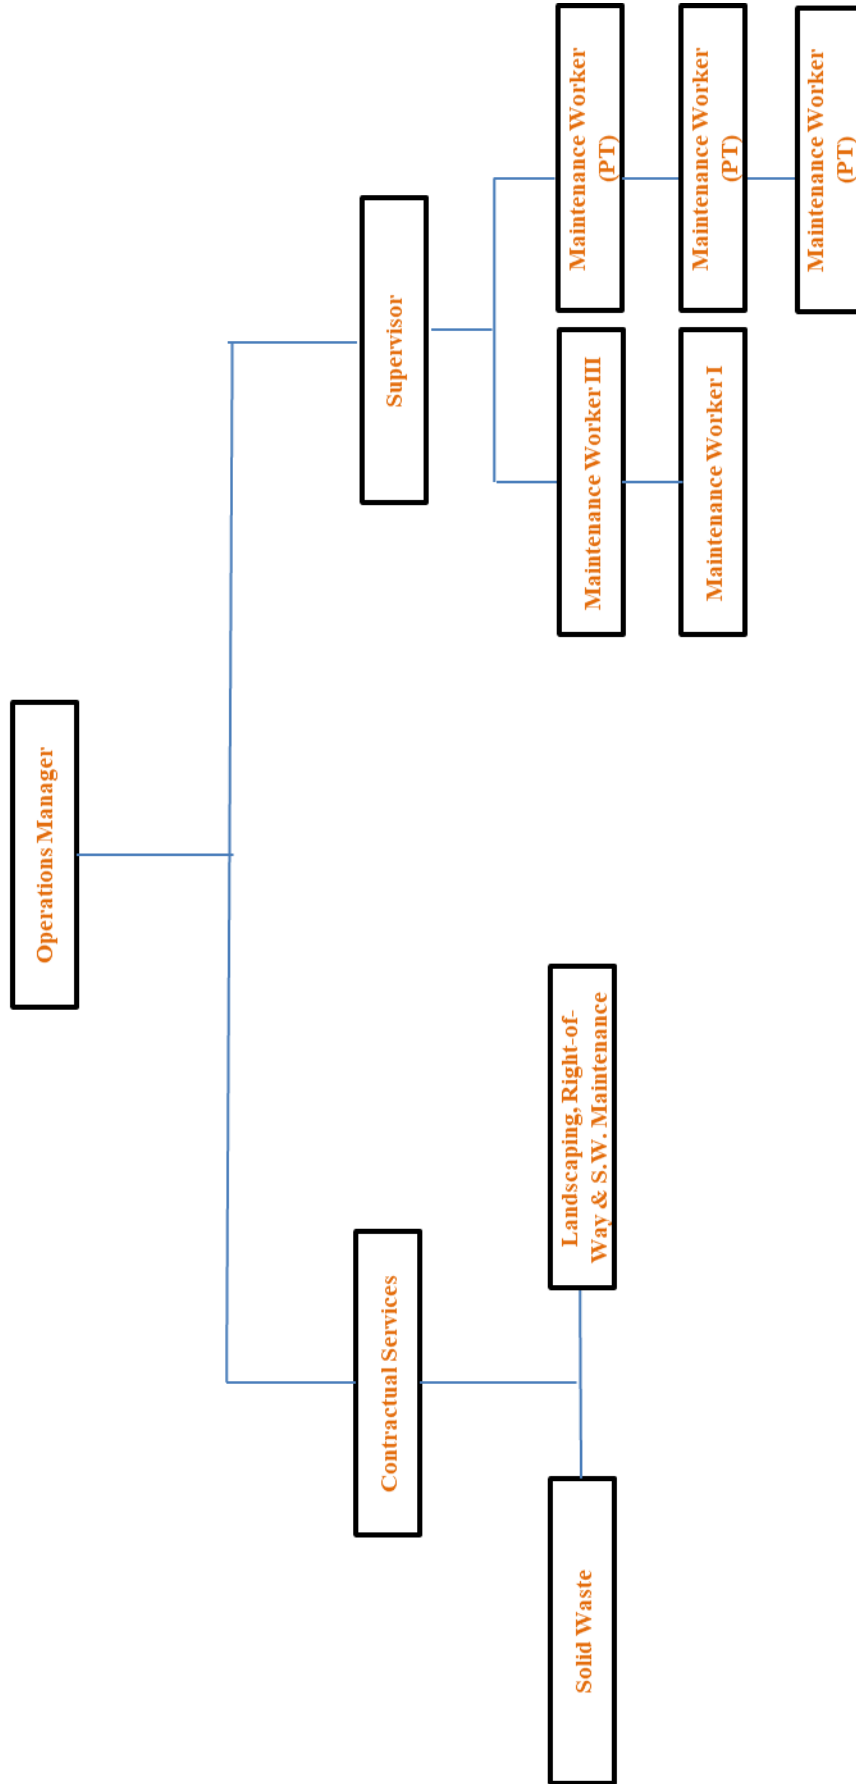 Operations Manager
Contractual Services
Supervisor
Solid Waste
Landscaping, Right-of-
Way & S.W. Maintenance
Maintenance Worker III
Maintenance Worker
(PT)
Maintenance Worker I
Maintenance Worker
(PT)
Maintenance Worker
(PT)